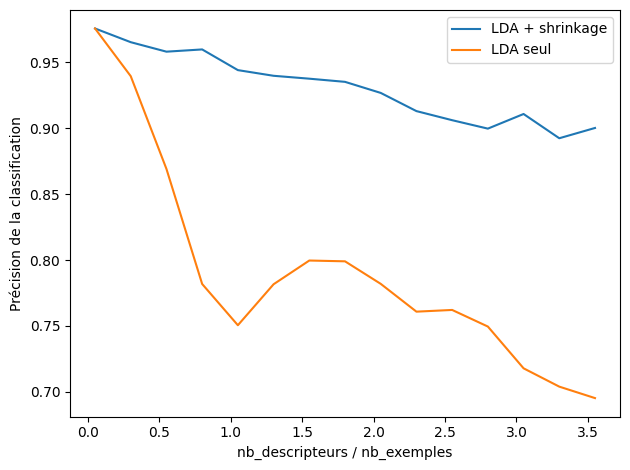 LDA + shrinkage
LDA seul
Précision de la classification
0.95
0.90
0.85
0.80
0.75
0.70
0.0 0.5 1.0 1.5 2.0 2.5 3.0 3.5
nb_descripteurs / nb_exemples